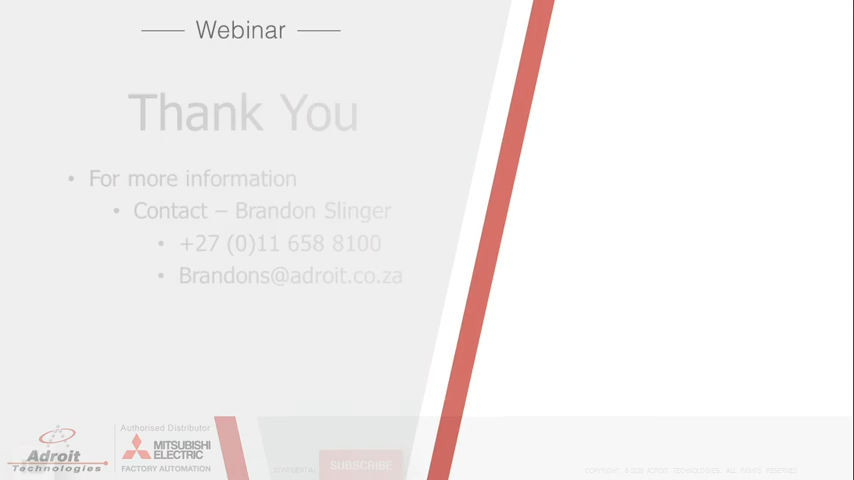 Webinar
Thank You
• For more information
• Contact – Brandon Slinger
• +27 (0)11 658 8100
• Brandons@adroit.co.za
Adroit
Technologies
Authorised Distributor
MITSUBISHI
ELECTRIC
FACTORY AUTOMATION
SUBSCRIBE